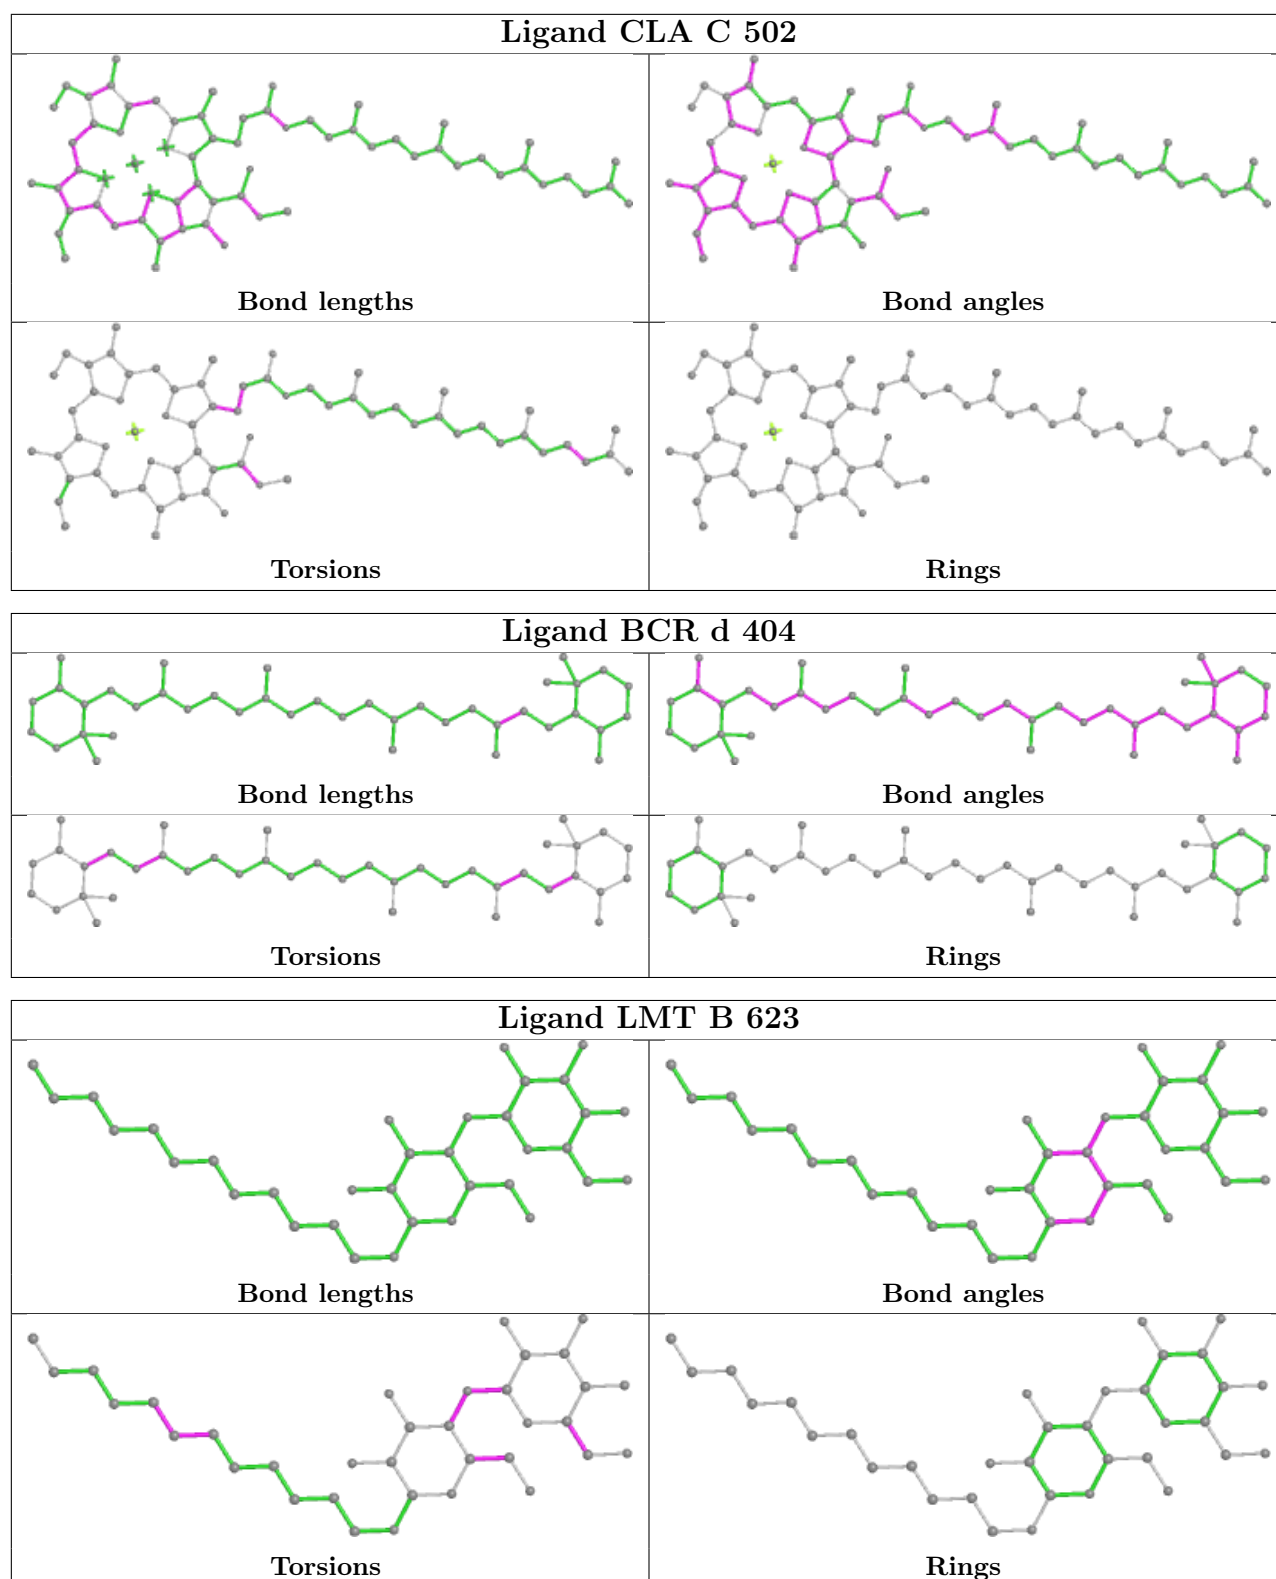 Ligand CLA C 502
Bond lengths
Bond angles
Torsions
Rings
Ligand BCR d 404
Bond lengths
Bond angles
Torsions
Rings
Ligand LMT B 623
Bond lengths
Bond angles
Torsions
Rings